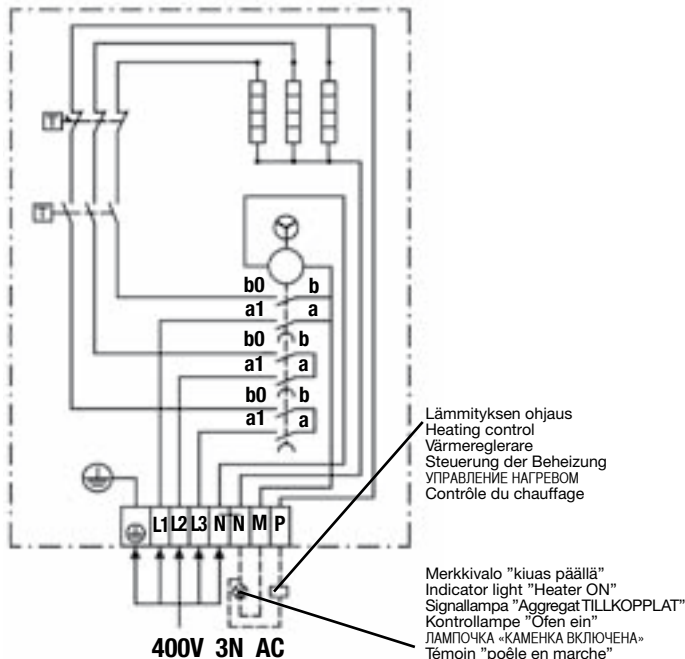 T
T
b0 b
a1 a
b0 b
a1 a
b0 b
a1 a
L1 L2 L3 N N M P
400V 3N AC
Lämmityksen ohjaus
Heating control
Värmereglerare
Steuerung der Beheizung
УПРАВЛЕНИЕ НАГРЕВОМ
Contrôle du chauffage
Merkkivalo ”kiuas päällä”
Indicator light ”Heater ON”
Signallampa ”Aggregat TILLKOPPLAT”
Kontrollampe ”Ofen ein”
ЛАМПОЧКА «КАМЕНКА ВКЛЮЧЕНА»
Témoin ”poêle en marche”